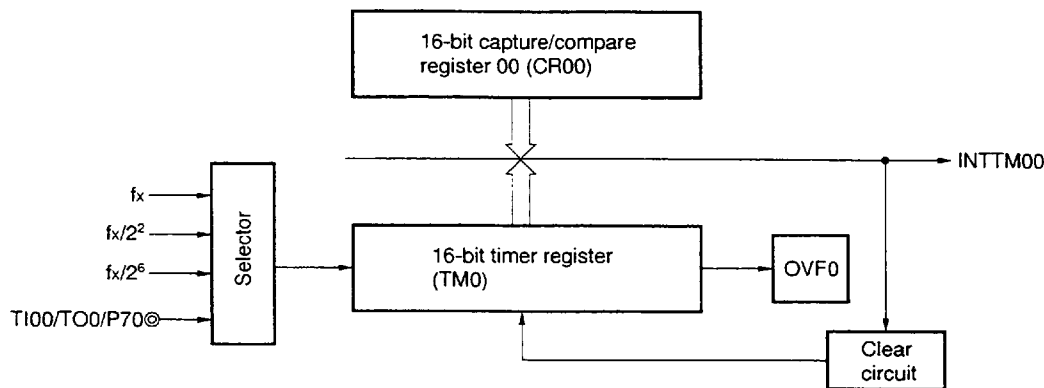 16-bit capture/compare
register 00 (CR00)
INTTM00
fx
fx/2²
fx/2⁶
TI00/TO0/P70◎
Selector
16-bit timer register
(TM0)
OVF0
Clear
circuit